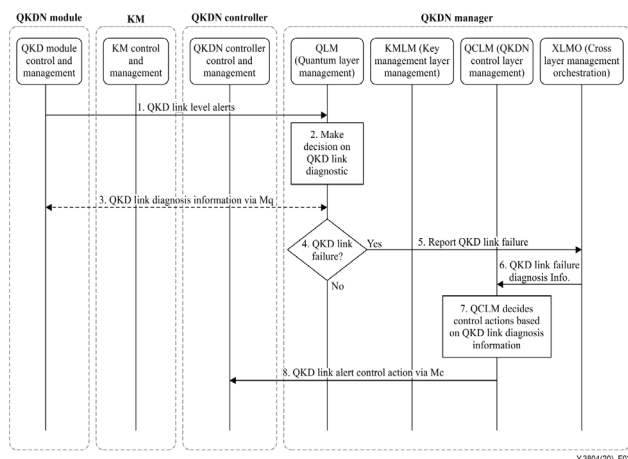 QKDN module
KM
QKDN controller
QKDN manager
QKD module
control and
management
KM control
and
management
QKDN controller
control and
management
QLM
(Quantum layer
management)
KMLM (Key
management layer
management)
QCLM (QKDN
control layer
management)
XLMO (Cross
layer management
orchestration)
1. QKD link level alerts
2. Make
decision on
QKD link
diagnostic
3. QKD link diagnosis information via Mq
4. QKD link
failure?
Yes
No
5. Report QKD link failure
6. QKD link failure
diagnosis Info.
7. QCLM decides
control actions based
on QKD link diagnosis
information
8. QKD link alert control action via Mc